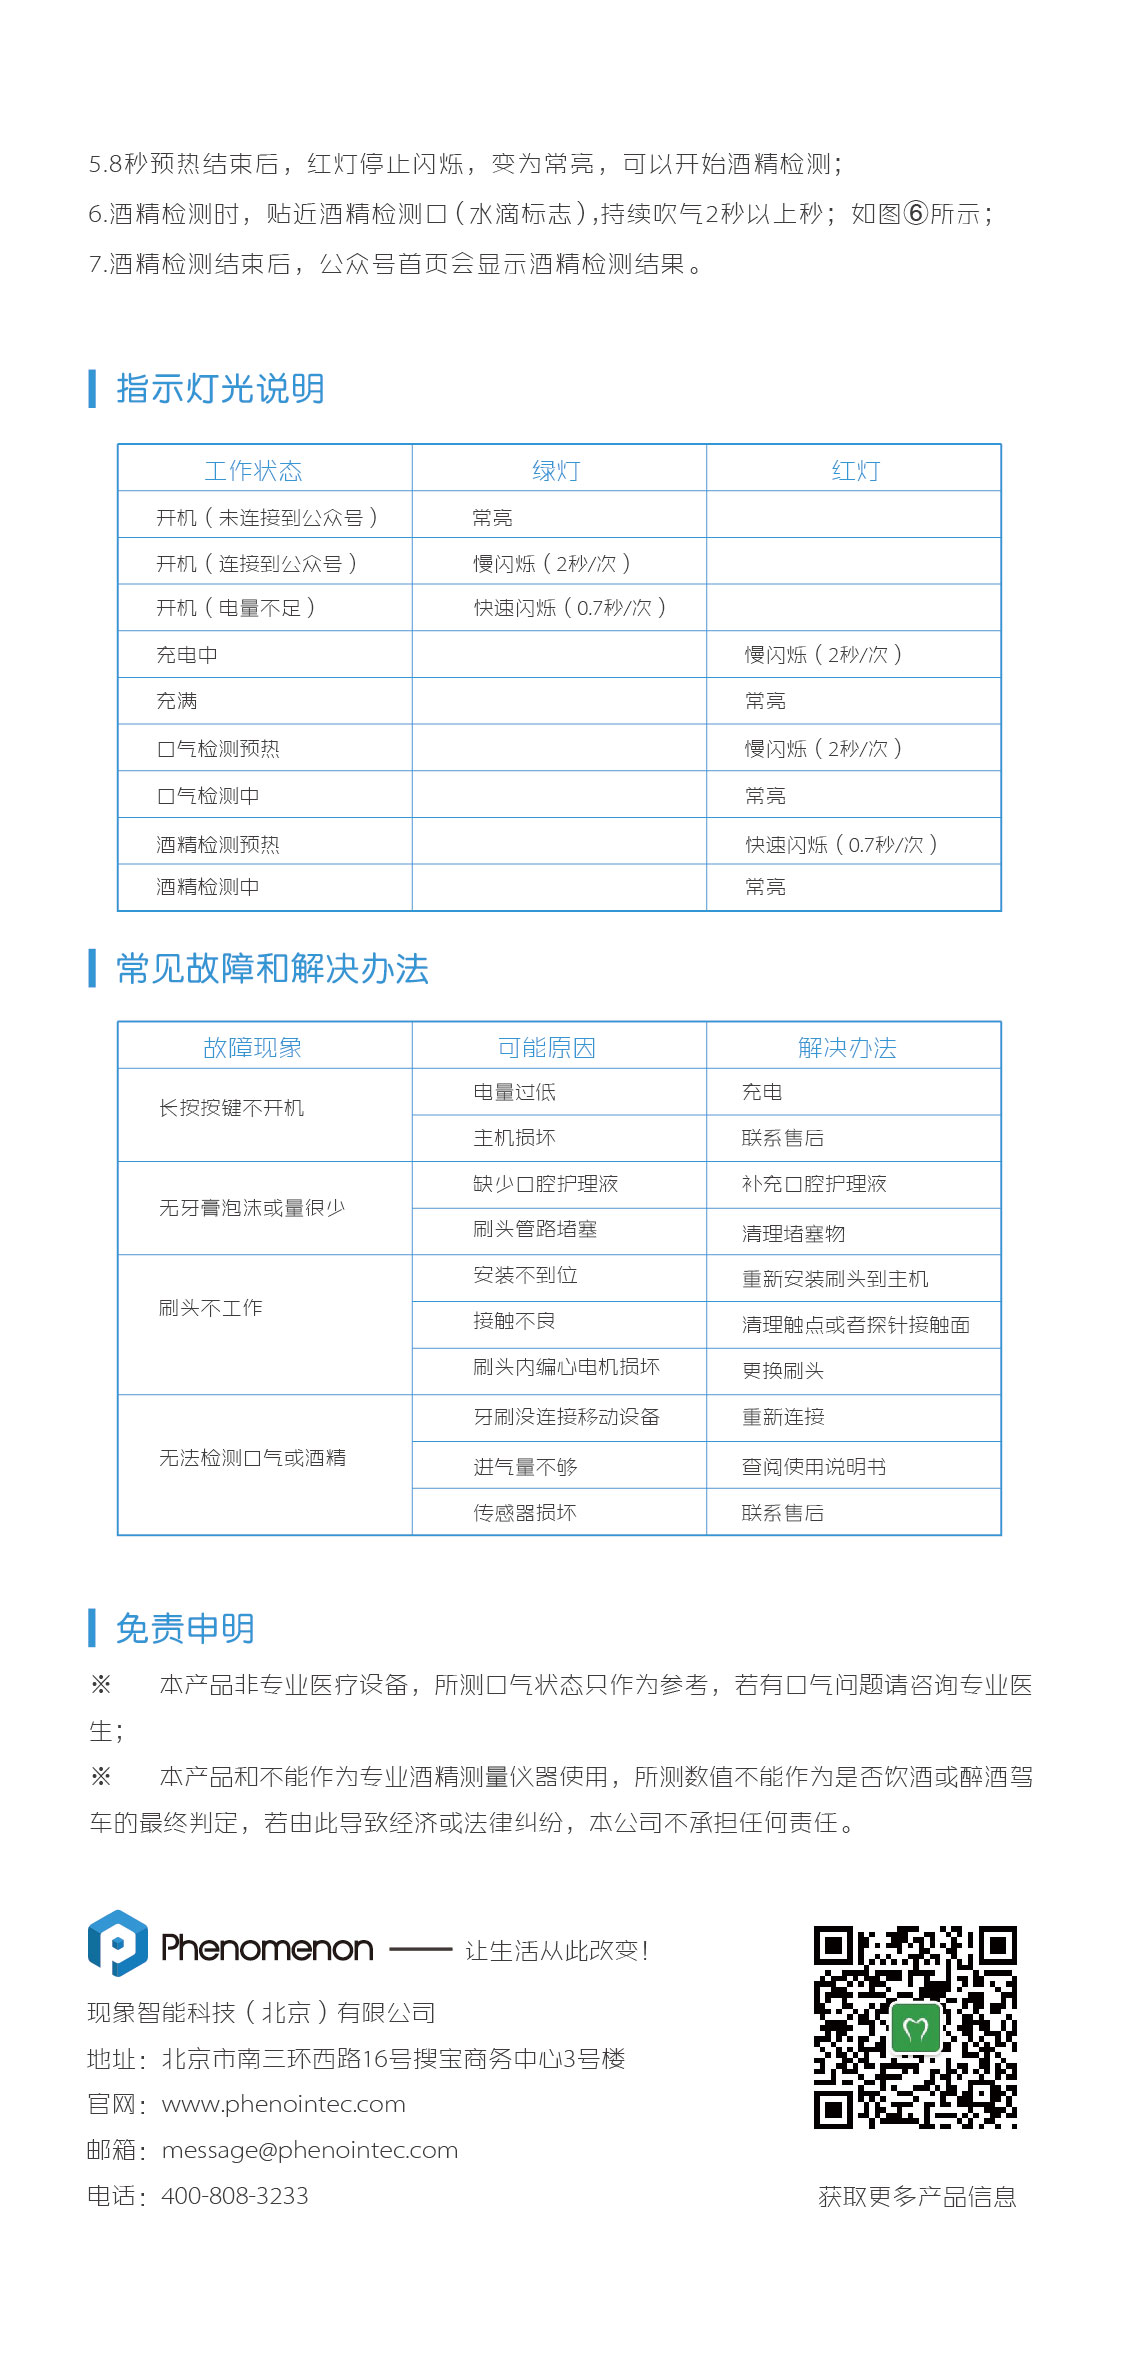 5.8秒预热结束后，红灯停止闪烁，变为常亮，可以开始酒精检测；
6.酒精检测时，贴近酒精检测口（水滴标志）,持续吹气2秒以上秒；如图⑥所示；
7.酒精检测结束后，公众号首页会显示酒精检测结果。
指示灯光说明
工作状态 绿灯 红灯
开机（未连接到公众号） 常亮
开机（连接到公众号） 慢闪烁（2秒/次）
开机（电量不足） 快速闪烁（0.7秒/次）
充电中 慢闪烁（2秒/次）
充满 常亮
口气检测预热 慢闪烁（2秒/次）
口气检测中 常亮
酒精检测预热 快速闪烁（0.7秒/次）
酒精检测中 常亮
常见故障和解决办法
故障现象 可能原因 解决办法
长按按键不开机 电量过低 充电
主机损坏 联系售后
无牙膏泡沫或量很少 缺少口腔护理液 补充口腔护理液
刷头管路堵塞 清理堵塞物
刷头不工作 安装不到位 重新安装刷头到主机
接触不良 清理触点或者探针接触面
刷头内编心电机损坏 更换刷头
无法检测口气或酒精 牙刷没连接移动设备 重新连接
进气量不够 查阅使用说明书
传感器损坏 联系售后
免责申明
※ 本产品非专业医疗设备，所测口气状态只作为参考，若有口气问题请咨询专业医
生；
※ 本产品和不能作为专业酒精测量仪器使用，所测数值不能作为是否饮酒或醉酒驾
车的最终判定，若由此导致经济或法律纠纷，本公司不承担任何责任。
Phenomenon —— 让生活从此改变！
现象智能科技（北京）有限公司
地址：北京市南三环西路16号搜宝商务中心3号楼
官网：www.phenointec.com
邮箱：message@phenointec.com
电话：400-808-3233
获取更多产品信息